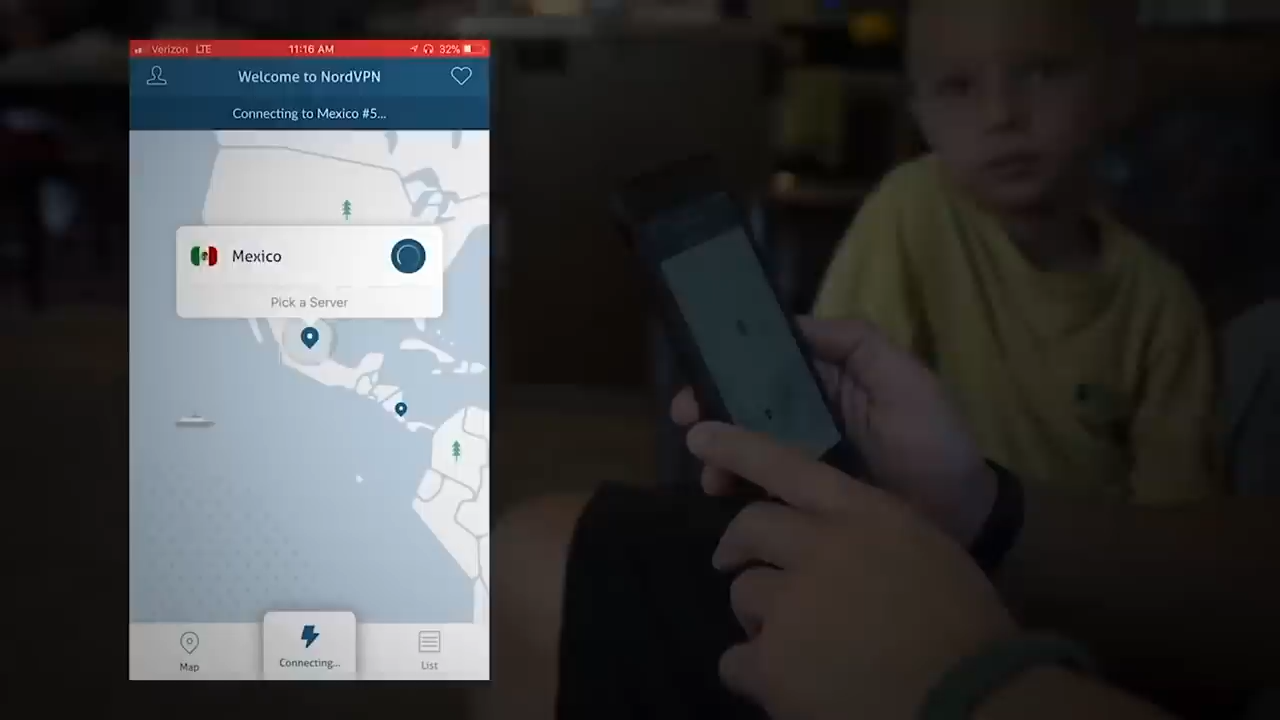 Verizon LTE 11:16 AM 32%
Welcome to NordVPN
Connecting to Mexico #5...
Mexico
Pick a Server
Connecting...
Map
List